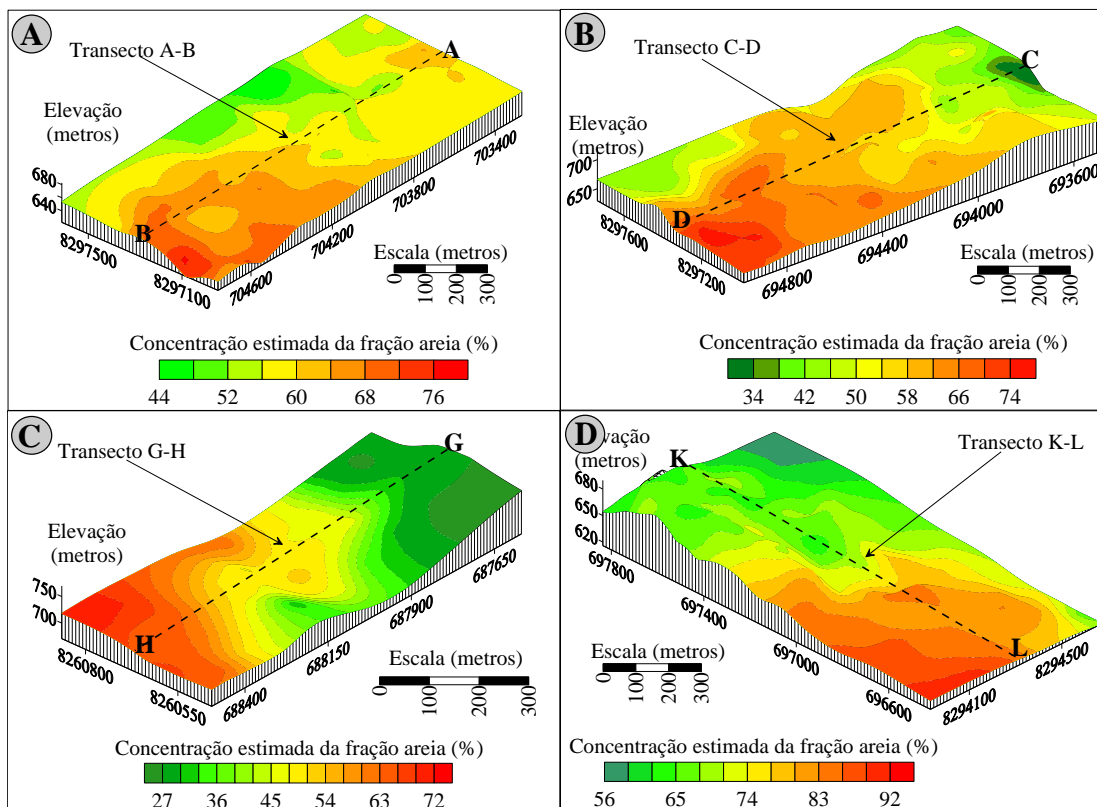 A
Transecto A-B
A
Elevação
(metros)
680
640
B
8297500
8297100
704600
704200
703800
703400
Escala (metros)
0
100
200
300
Concentração estimada da fração areia (%)
44 52 60 68 76
B
Transecto C-D
C
Elevação
(metros)
700
650
D
8297600
8297200
694800
694400
694000
693600
Escala (metros)
0
100
200
300
Concentração estimada da fração areia (%)
34 42 50 58 66 74
C
Transecto G-H
G
Elevação
(metros)
750
700
H
8260800
8260550
688400
688150
687900
687650
Escala (metros)
0
100
200
300
Concentração estimada da fração areia (%)
27 36 45 54 63 72
D
vação
(metros)
K
Transecto K-L
680
650
620
697800
697400
697000
696600
L
8294500
8294100
Escala (metros)
0
100
200
300
Concentração estimada da fração areia (%)
56 65 74 83 92